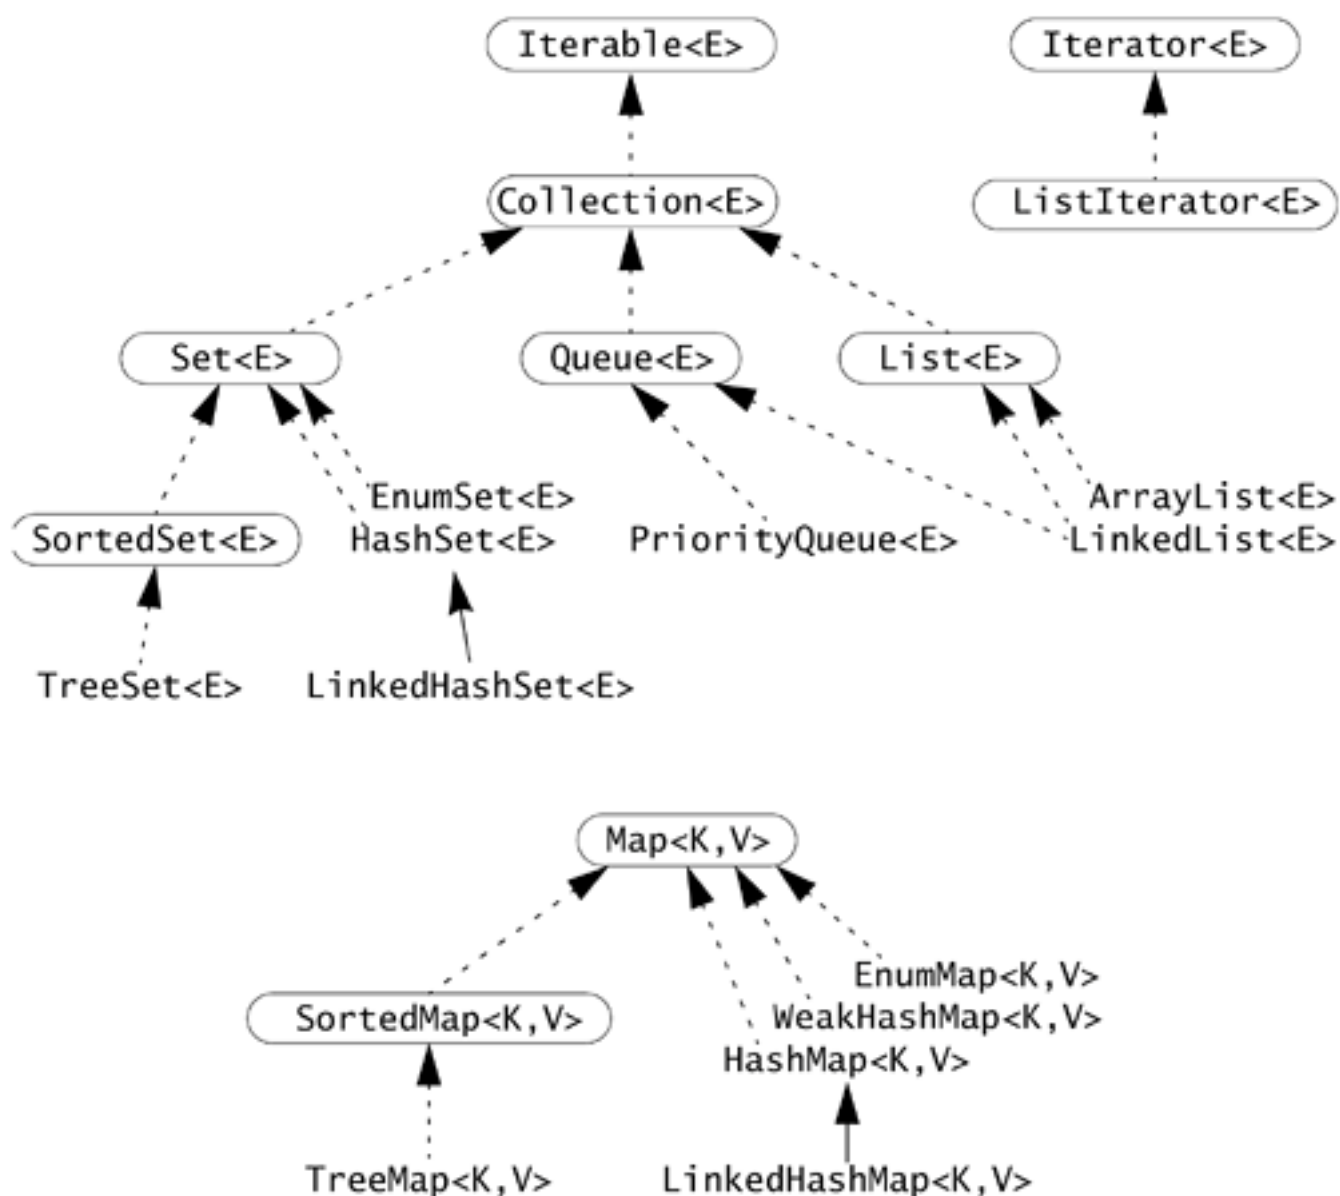 Iterable<E> Iterator<E>
Collection<E> ListIterator<E>
Set<E> Queue<E> List<E>
EnumSet<E> ArrayList<E>
SortedSet<E> HashSet<E> PriorityQueue<E> LinkedList<E>
TreeSet<E> LinkedHashSet<E>
Map<K,V>
EnumMap<K,V>
SortedMap<K,V> WeakHashMap<K,V>
HashMap<K,V>
TreeMap<K,V> LinkedHashMap<K,V>